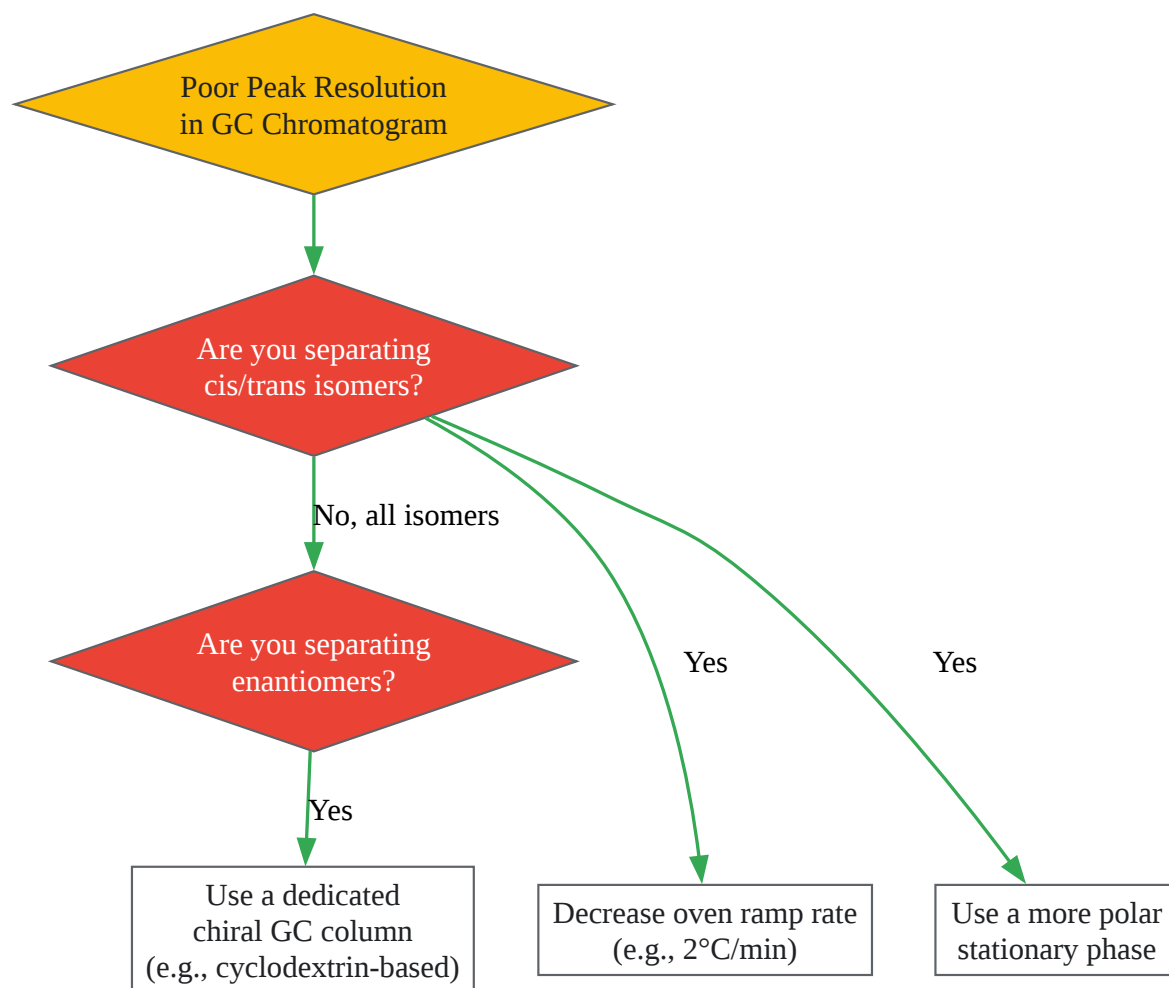 Poor Peak Resolution
in GC Chromatogram
Are you separating
cis/trans isomers?
No, all isomers
Are you separating
enantiomers?
Yes
Yes
Yes
Use a dedicated
chiral GC column
(e.g., cyclodextrin-based)
Decrease oven ramp rate
(e.g., 2°C/min)
Use a more polar
stationary phase